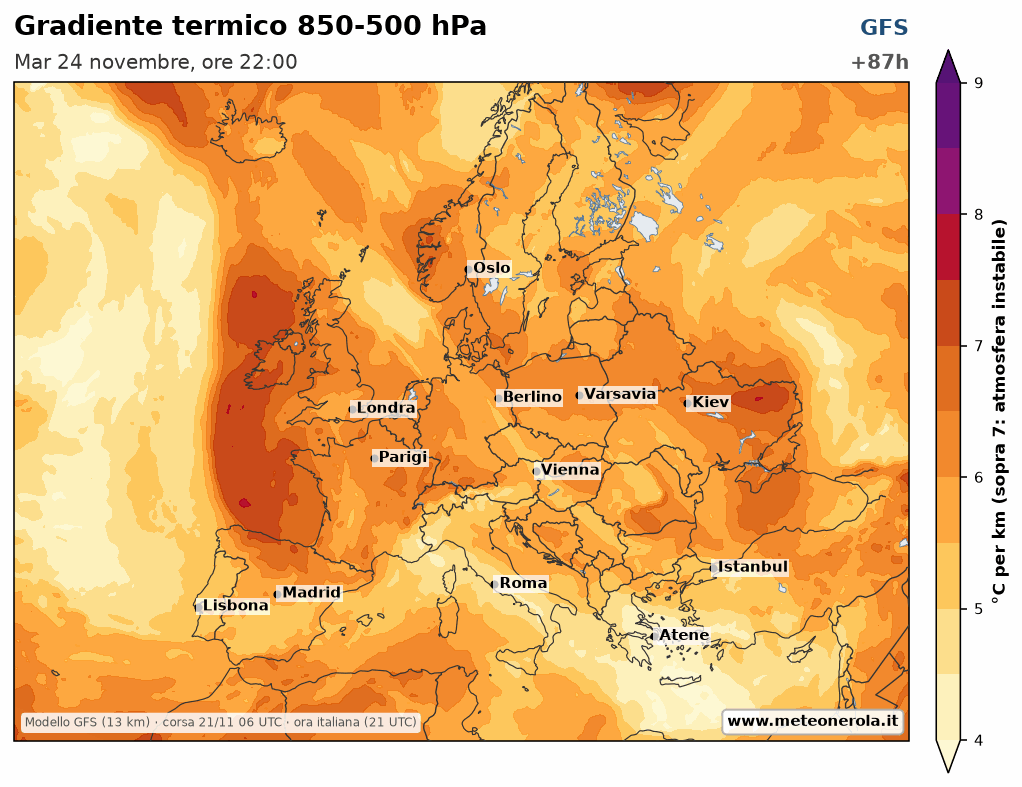 Gradiente termico 850-500 hPa
GFS
Mar 24 novembre, ore 22:00
+87h
9
8
7
6
5
4
°C per km (sopra 7: atmosfera instabile)
Oslo
Berlino
Varsavia
Kiev
Londra
Parigi
Vienna
Istanbul
Roma
Madrid
Lisbona
Atene
Modello GFS (13 km) · corsa 21/11 06 UTC · ora italiana (21 UTC)
www.meteonerola.it